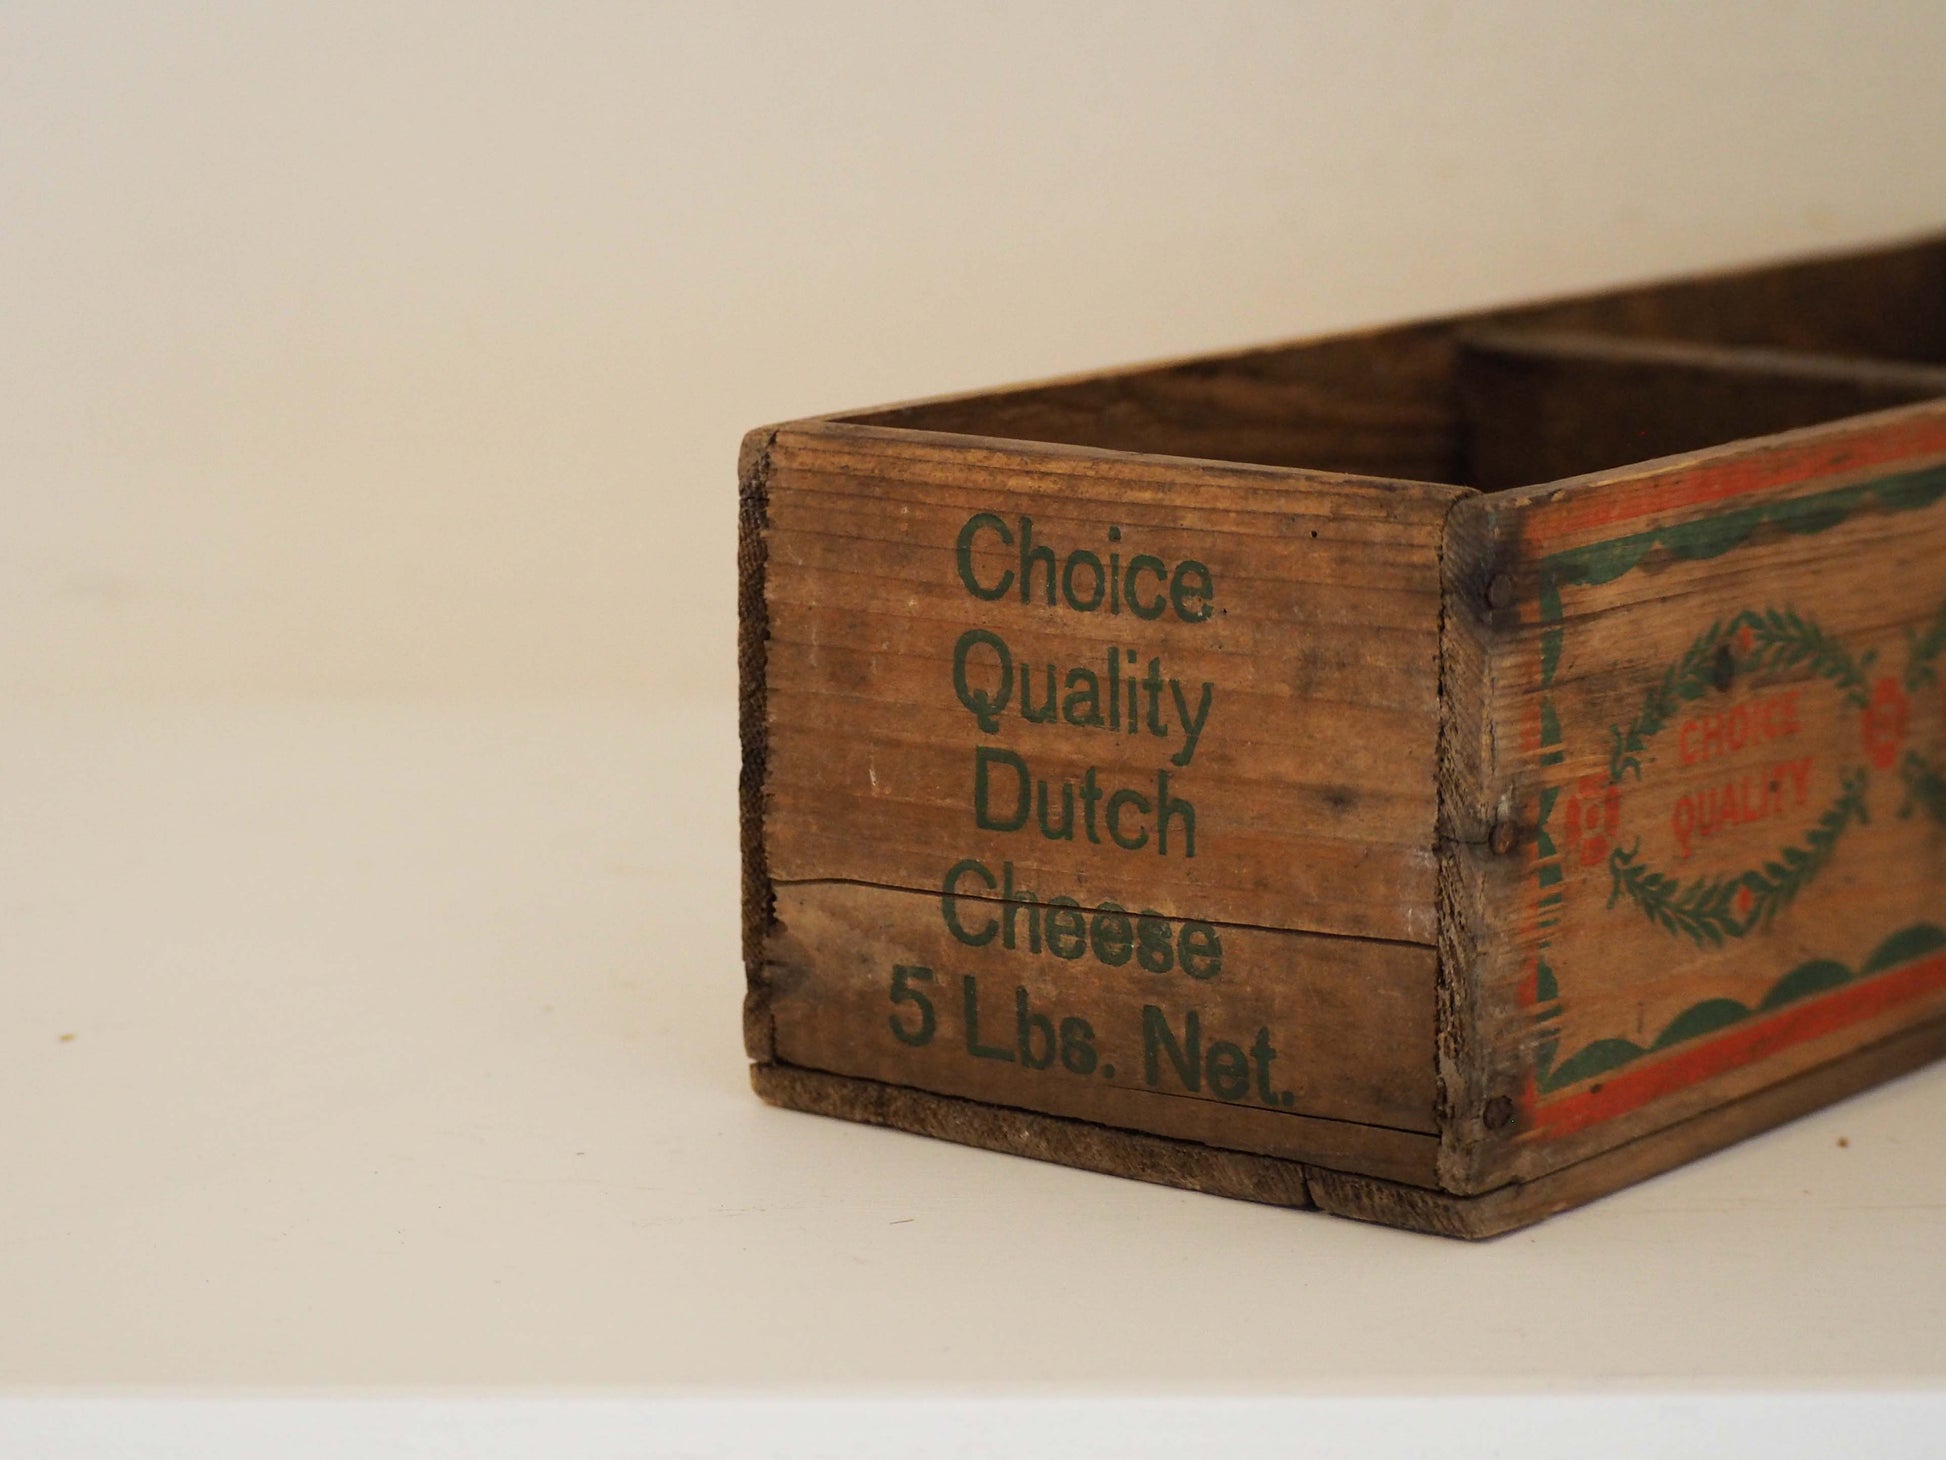 Choice
Quality
Dutch
Cheese
5 Lbs. Net.
CHOICE
QUALITY